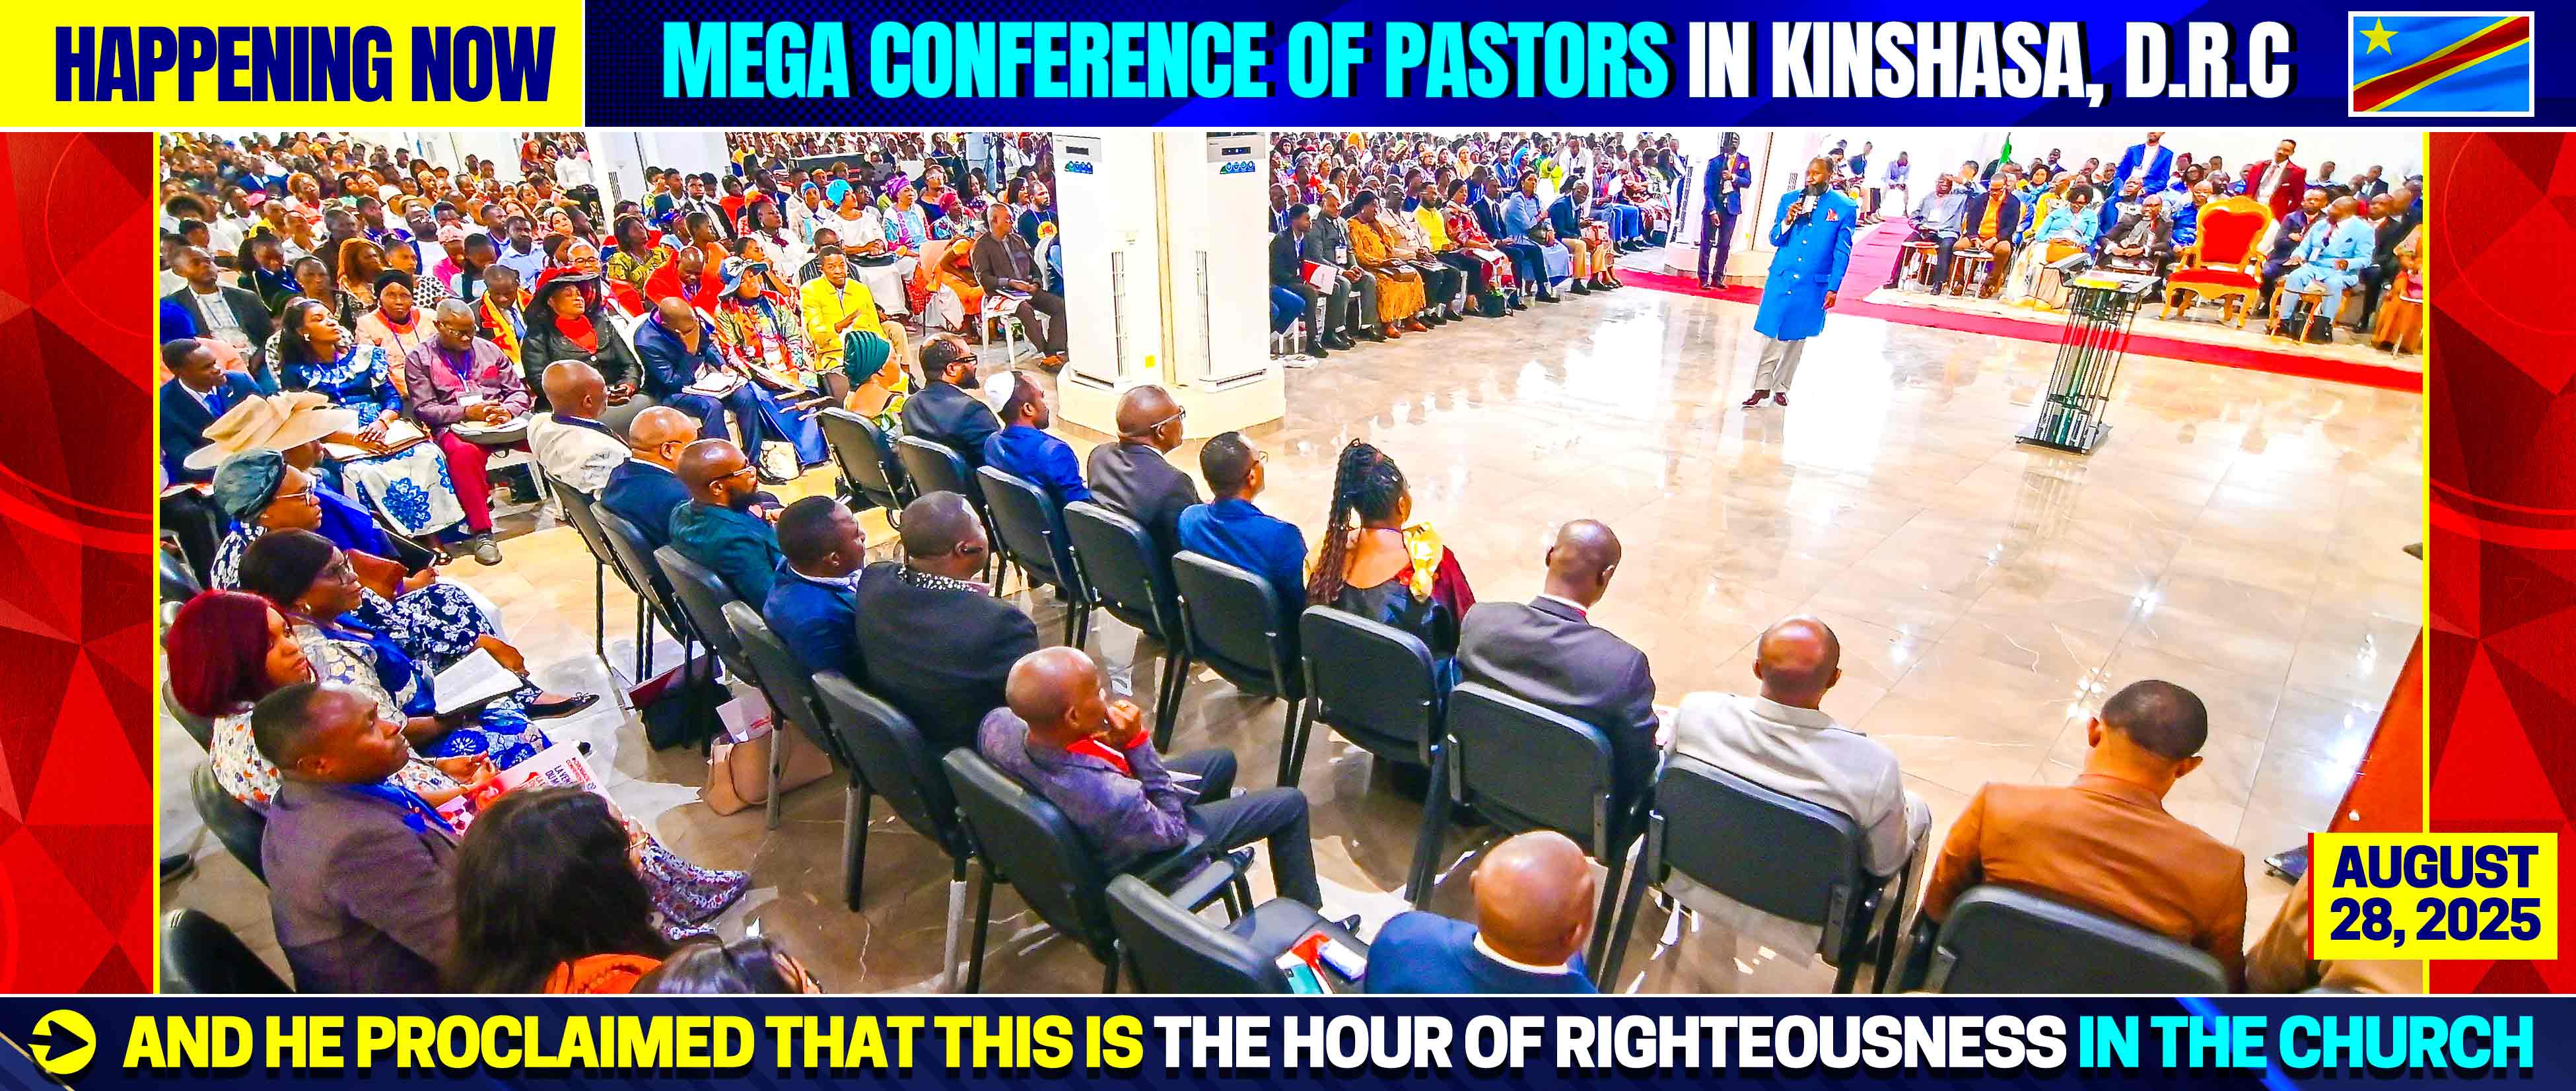 HAPPENING NOW
MEGA CONFERENCE OF PASTORS IN KINSHASA, D.R.C
AUGUST
28, 2025
AND HE PROCLAIMED THAT THIS IS THE HOUR OF RIGHTEOUSNESS IN THE CHURCH